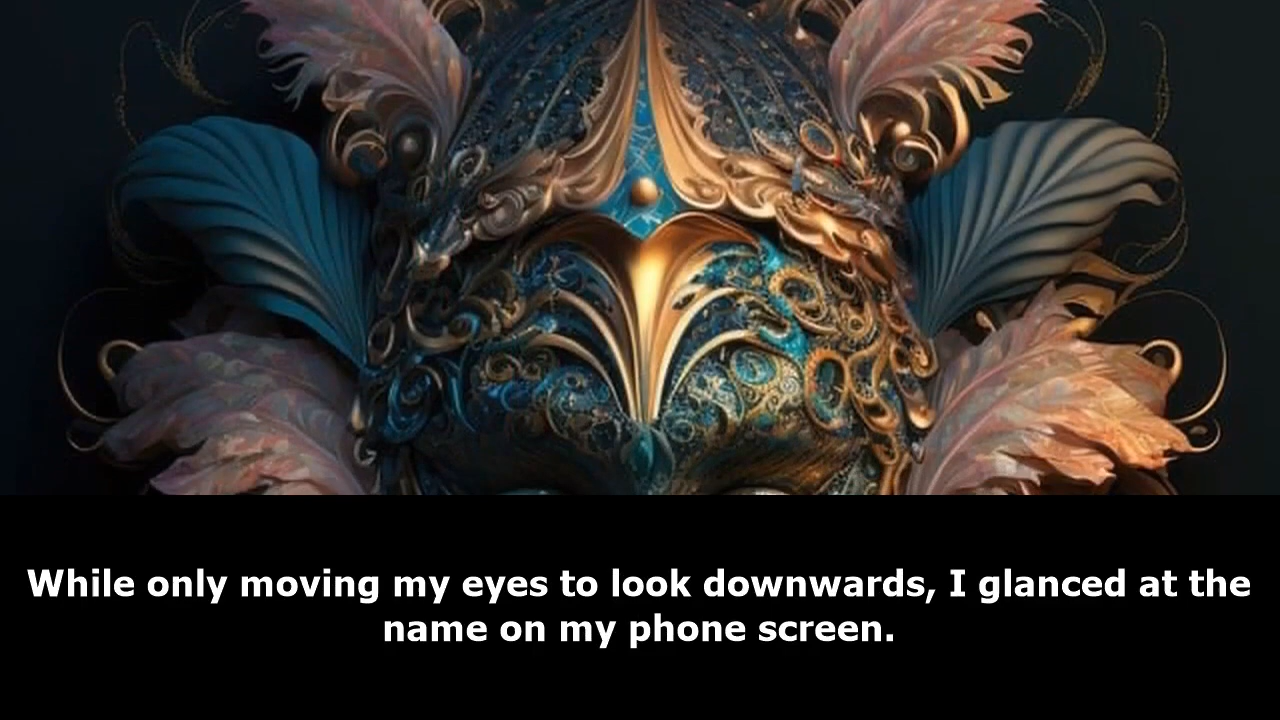 While only moving my eyes to look downwards, I glanced at the
name on my phone screen.